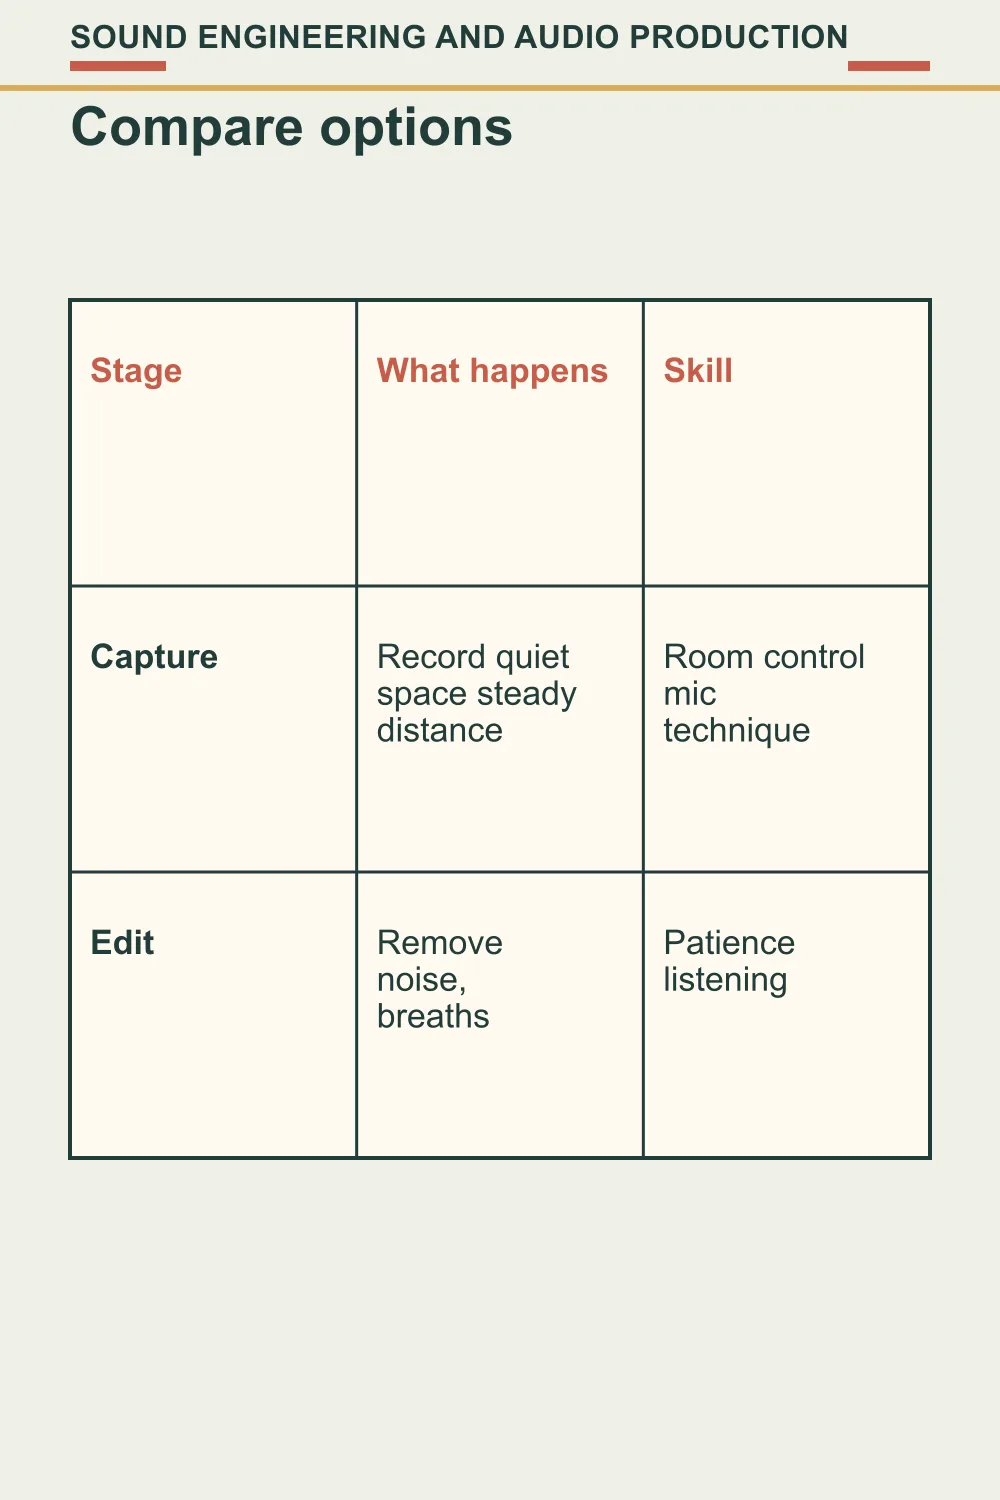 SOUND ENGINEERING AND AUDIO PRODUCTION
Compare options
Stage
What happens
Skill
Capture
Record quiet
space steady
distance
Room control
mic
technique
Edit
Remove
noise,
breaths
Patience
listening